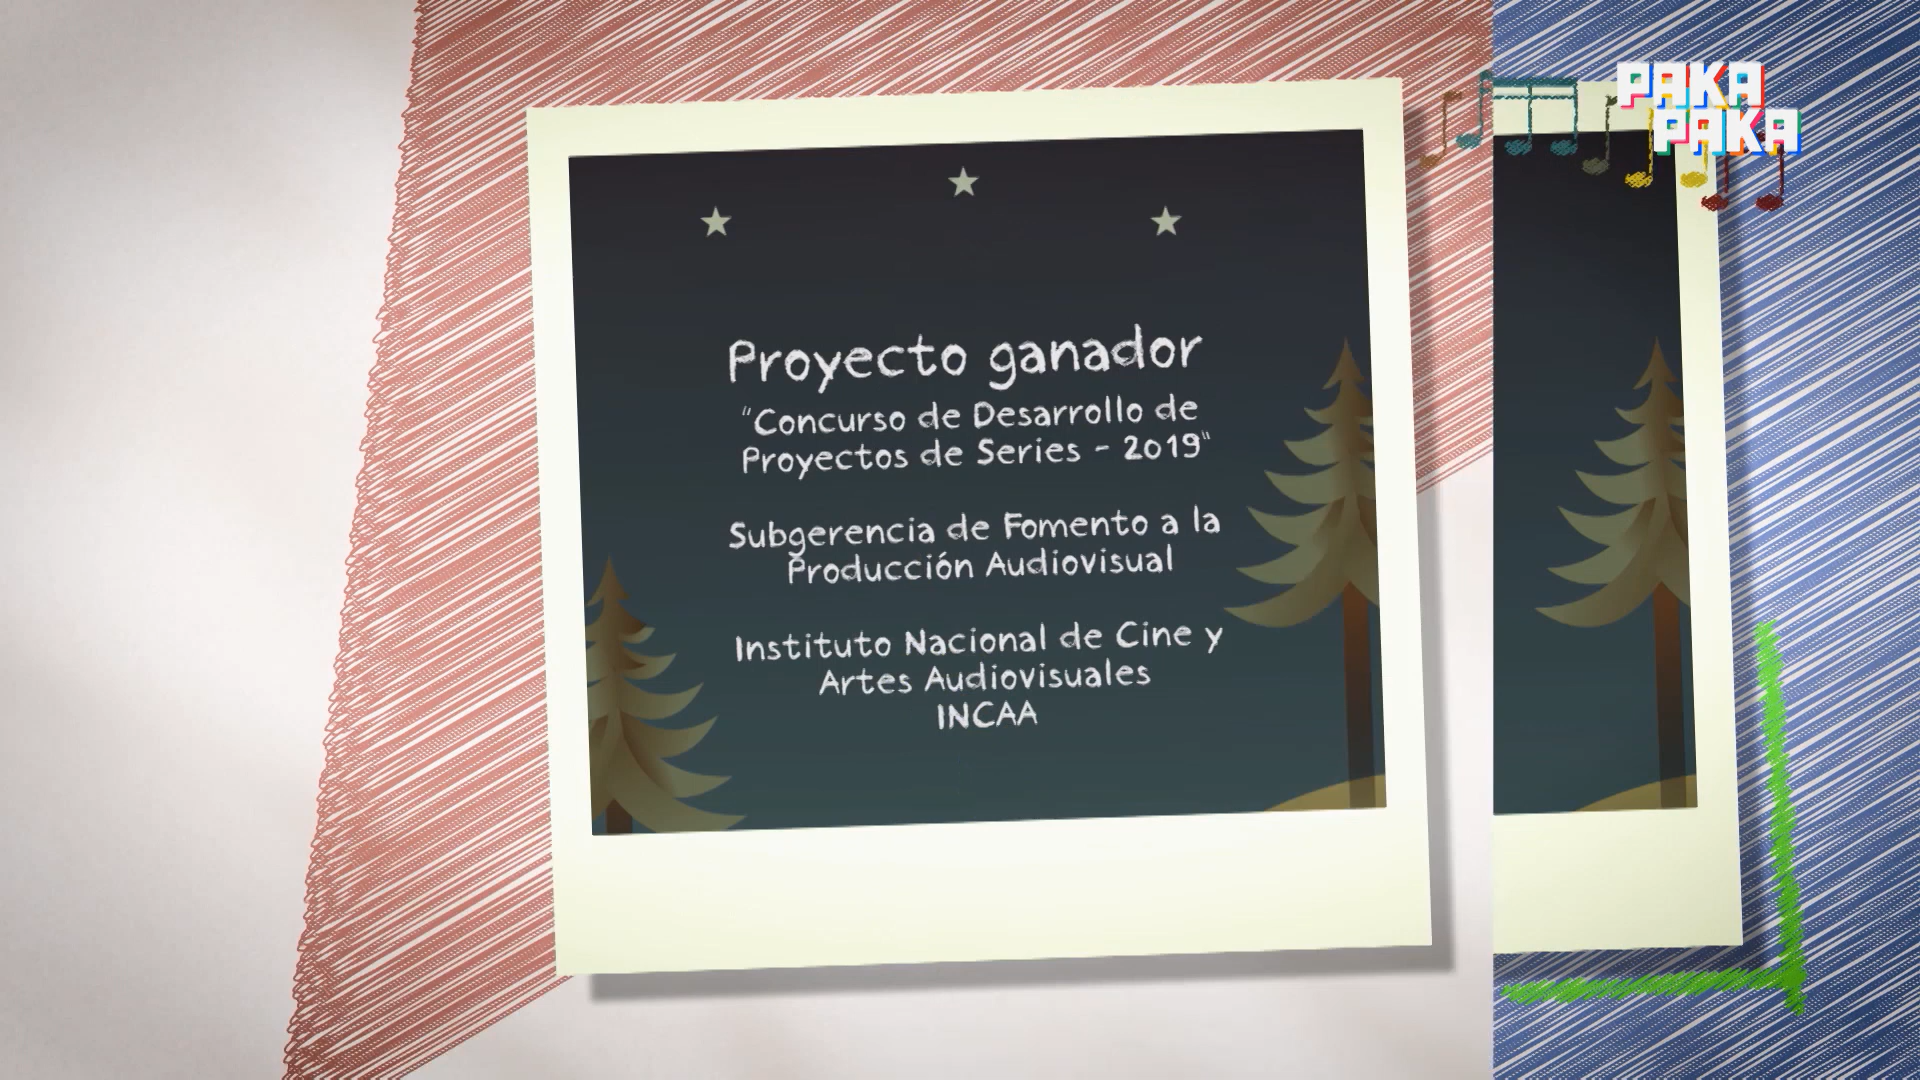 PAKA
PAKA
Proyecto ganador
"Concurso de Desarrollo de
Proyectos de Series - 2019"
Subgerencia de Fomento a la
Producción Audiovisual
Instituto Nacional de Cine y
Artes Audiovisuales
INCAA